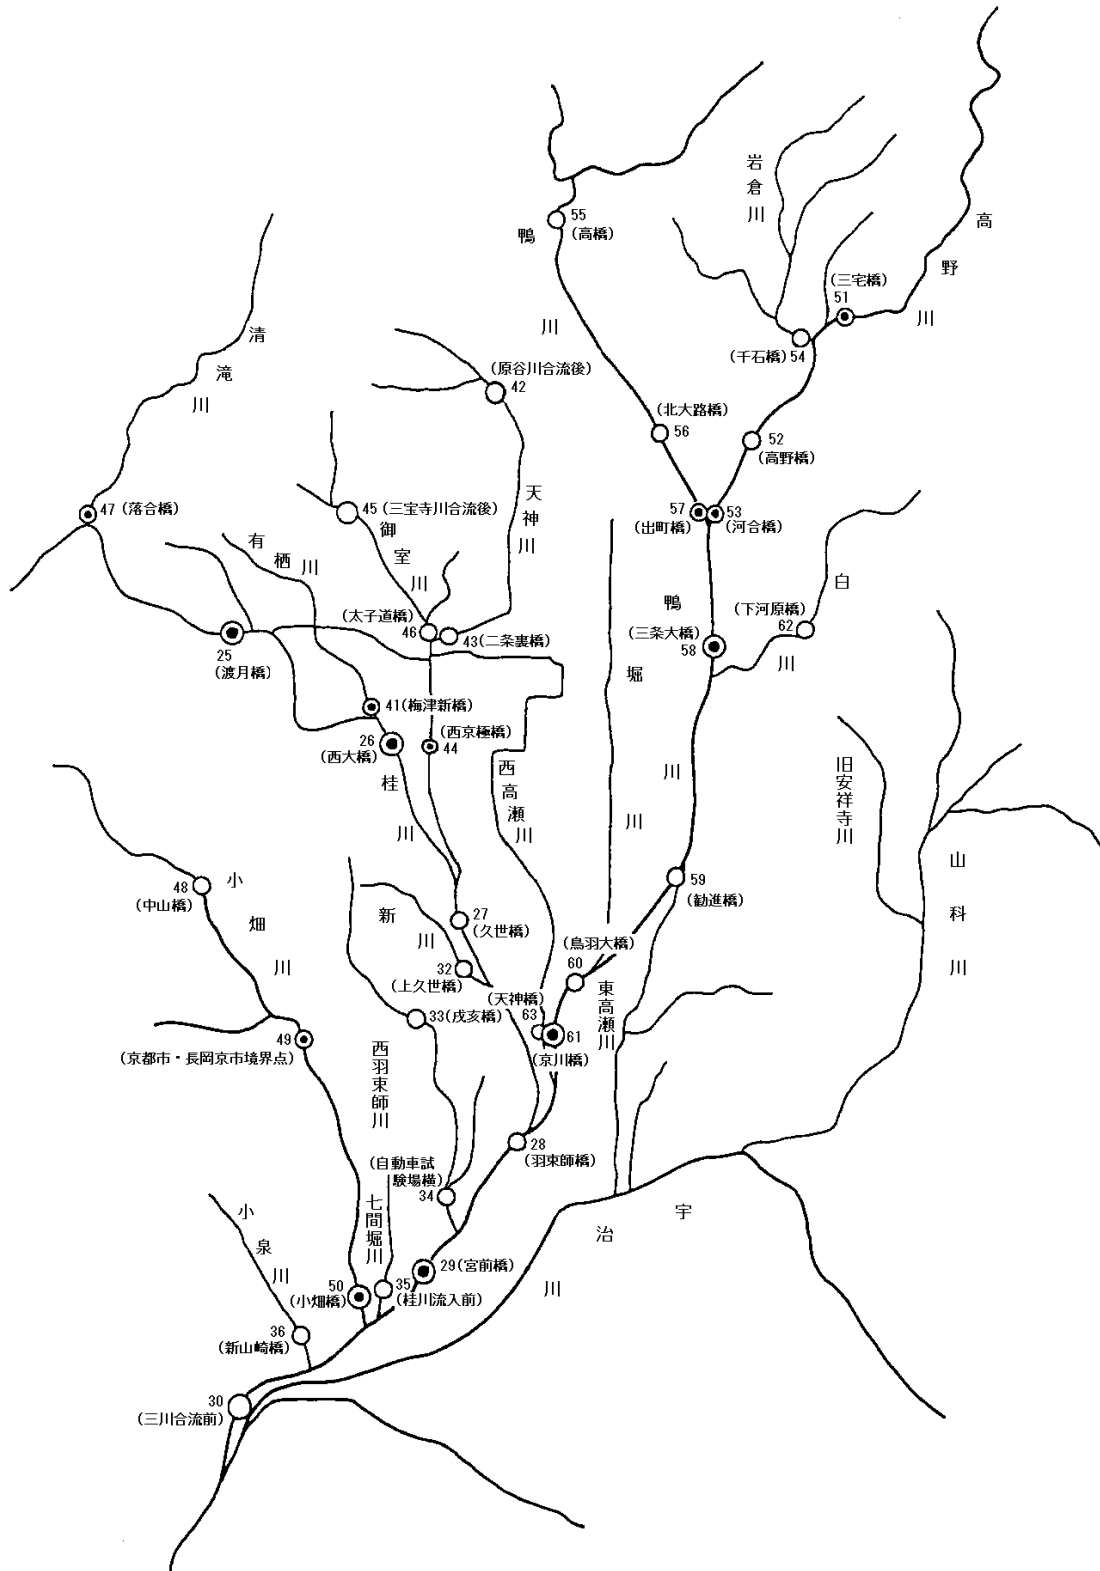 岩倉川
高野川
55
(高橋)
鴨川
(三宅橋)
51
(千石橋) 54
清滝川
(原谷川合流後)
42
(北大路橋)
56
52
(高野橋)
47 (落合橋)
45 (三宝寺川合流後)
天神川
57
(出町橋)
53
(河合橋)
有栖川
御室川
白川
(太子道橋)
46
43 (二条裏橋)
鴨川
(下河原橋)
62
(三条大橋)
58
25
(渡月橋)
堀川
41 (梅津新橋)
26
(西大橋)
(西京極橋)
44
桂川
西高瀬川
旧安祥寺川
山科川
48
(中山橋)
小畑川
59
(勧進橋)
新川
27
(久世橋)
32
(上久世橋)
(鳥羽大橋)
60
(天神橋)
63
61
(京川橋)
東高瀬川
33 (戌亥橋)
49
(京都市・長岡京市境界点)
西羽束師川
28
(羽束師橋)
(自動車試
験場横)
34
七間堀川
小泉川
宇治川
29 (宮前橋)
50
(小畑橋)
35
(桂川流入前)
36
(新山崎橋)
30
(三川合流前)